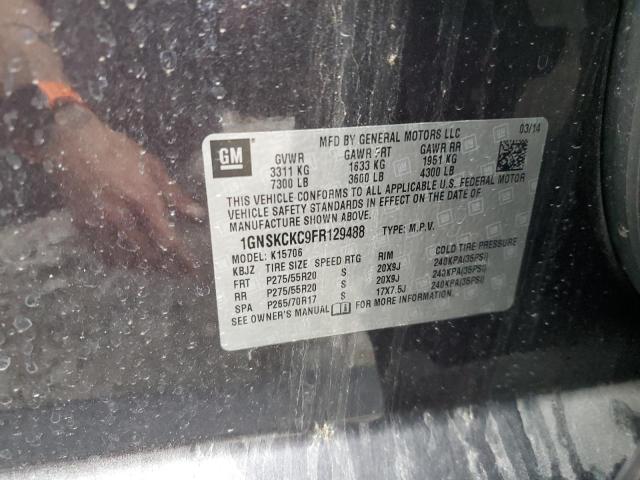 GM
MFD BY GENERAL MOTORS LLC 03/14
GVWR GAWR FRT GAWR RR
3311 KG 1633 KG 1951 KG
7300 LB 3600 LB 4300 LB
THIS VEHICLE CONFORMS TO ALL APPLICABLE U.S. FEDERAL MOTOR
VEHICLE SAFETY STANDARDS IN EFFECT ON THE DATE OF
MANUFACTURE SHOWN ABOVE.
1GNSKCKC9FR129488 TYPE: M.P.V.
MODEL: K15706
KBJZ TIRE SIZE SPEED RTG RIM COLD TIRE PRESSURE
FRT P275/55R20 S 20X9J 240KPA(35PSI)
RR P275/55R20 S 20X9J 240KPA(35PSI)
SPA P265/70R17 S 17X7.5J 240KPA(35PSI)
SEE OWNER'S MANUAL FOR MORE INFORMATION.